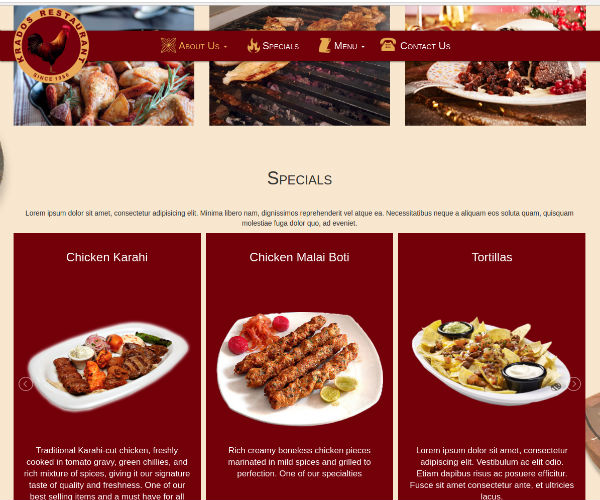 KRADOS RESTAURANT
SINCE 1996
About Us
Specials
Menu
Contact Us
Specials
Lorem ipsum dolor sit amet, consectetur adipisicing elit. Minima libero nam, dignissimos reprehenderit vel atque ea. Necessitatibus neque a aliquam eos soluta quam, quisquam
molestiae fuga dolor quo, ad eveniet.
Chicken Karahi
Traditional Karahi-cut chicken, freshly
cooked in tomato gravy, green chillies, and
rich mixture of spices, giving it our signature
taste of quality and freshness. One of our
best selling items and a must have for all
Chicken Malai Boti
Rich creamy boneless chicken pieces
marinated in mild spices and grilled to
perfection. One of our specialties
Tortillas
Lorem ipsum dolor sit amet, consectetur
adipiscing elit. Vestibulum ac elit odio.
Etiam dapibus risus ac posuere efficitur.
Fusce sit amet consectetur ante, et ultricies
lacus.